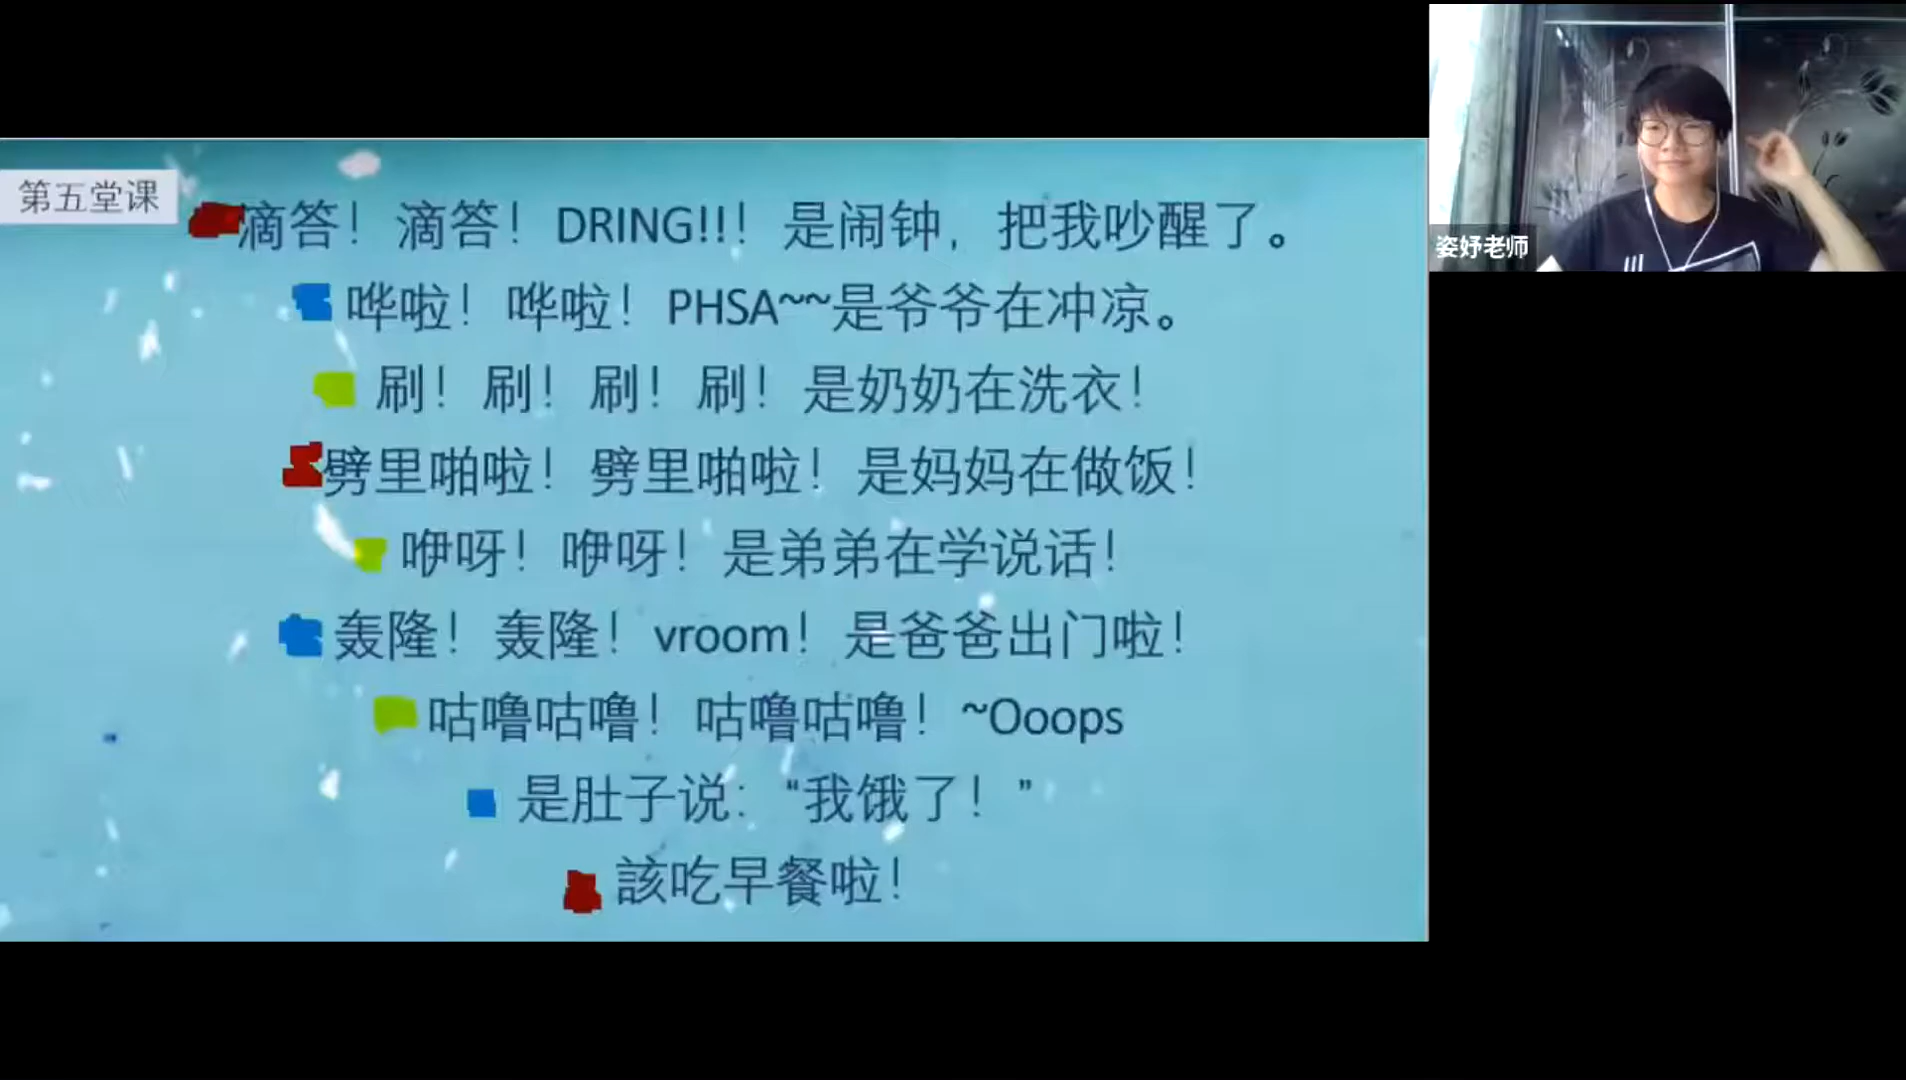 第五堂课
滴答！滴答！DRING!!！是闹钟，把我吵醒了。
哗啦！哗啦！PHSA~~是爷爷在冲凉。
刷！刷！刷！刷！是奶奶在洗衣！
劈里啪啦！劈里啪啦！是妈妈在做饭！
咿呀！咿呀！是弟弟在学说话！
轰隆！轰隆！vroom！是爸爸出门啦！
咕噜咕噜！咕噜咕噜！~Ooops
是肚子说：“我饿了！”
該吃早餐啦！
姿妤老师